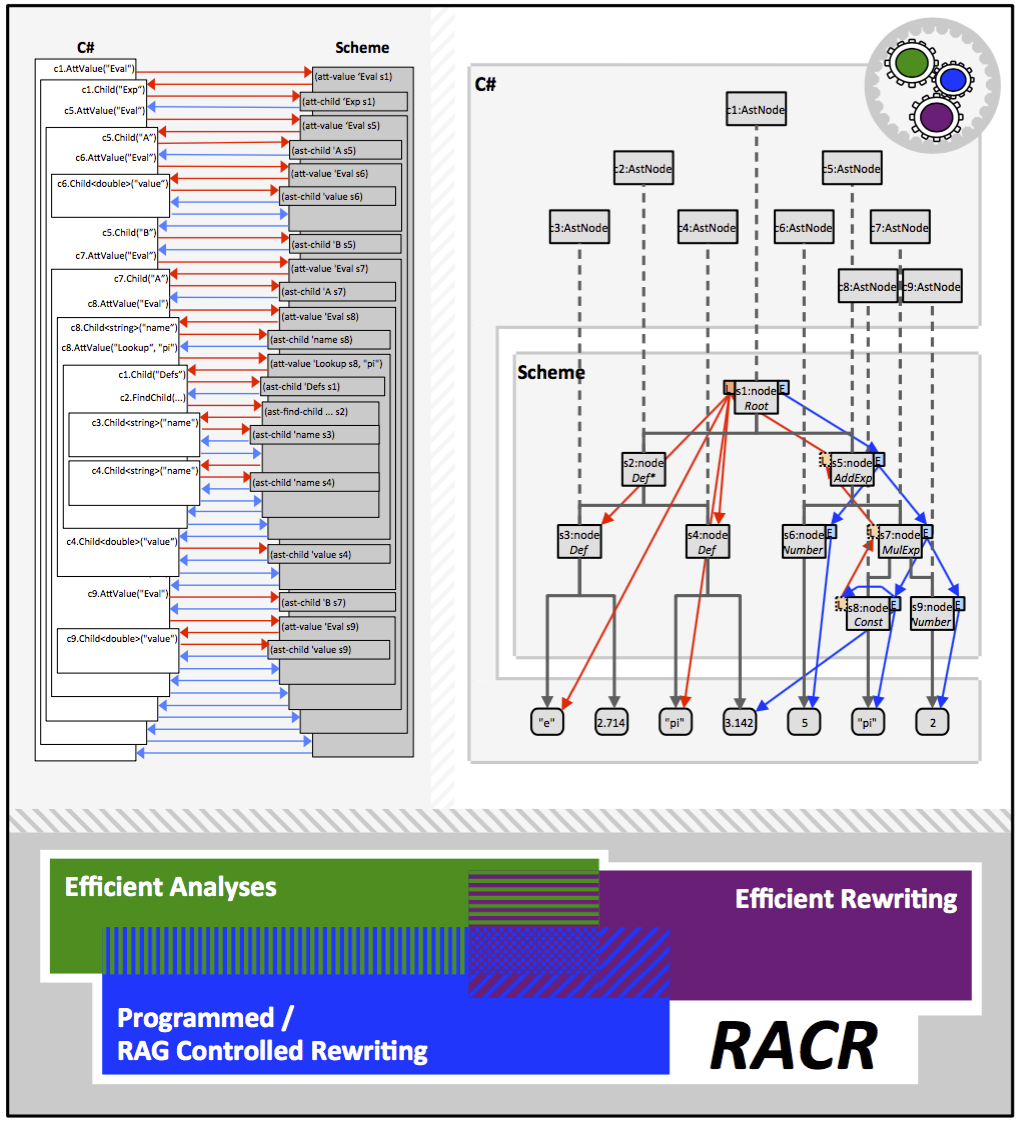 C#
Scheme
c1.AttValue("Eval")
(att-value ‘Eval s1)
c1.Child("Exp")
(att-child ‘Exp s1)
c5.AttValue("Eval")
(att-value ‘Eval s5)
c5.Child("A")
(ast-child 'A s5)
c6.AttValue("Eval")
(att-value 'Eval s6)
c6.Child<double>("value")
(ast-child 'value s6)
c5.Child("B")
(ast-child 'B s5)
c7.AttValue("Eval")
(att-value 'Eval s7)
c7.Child("A")
(ast-child 'A s7)
c8.AttValue("Eval")
(att-value 'Eval s8)
c8.Child<string>("name")
(ast-child 'name s8)
c8.AttValue("Lookup", "pi")
(att-value 'Lookup s8, "pi")
c1.Child("Defs")
(ast-child 'Defs s1)
c2.FindChild(...)
(ast-find-child ... s2)
c3.Child<string>("name")
(ast-child 'name s3)
c4.Child<string>("name")
(ast-child 'name s4)
c4.Child<double>("value")
(ast-child 'value s4)
c9.AttValue("Eval")
(ast-child 'B s7)
(att-value 'Eval s9)
c9.Child<double>("value")
(ast-child 'value s9)
C#
c1:AstNode
c2:AstNode
c5:AstNode
c3:AstNode
c4:AstNode
c6:AstNode
c7:AstNode
c8:AstNode
c9:AstNode
Scheme
L
s1:node
Root
E
s2:node
Def*
L
s5:node
AddExp
E
s3:node
Def
s4:node
Def
s6:node
Number
E
L
s7:node
MulExp
E
L
s8:node
Const
E
s9:node
Number
E
"e"
2.714
"pi"
3.142
5
"pi"
2
Efficient Analyses
Efficient Rewriting
Programmed /
RAG Controlled Rewriting
RACR